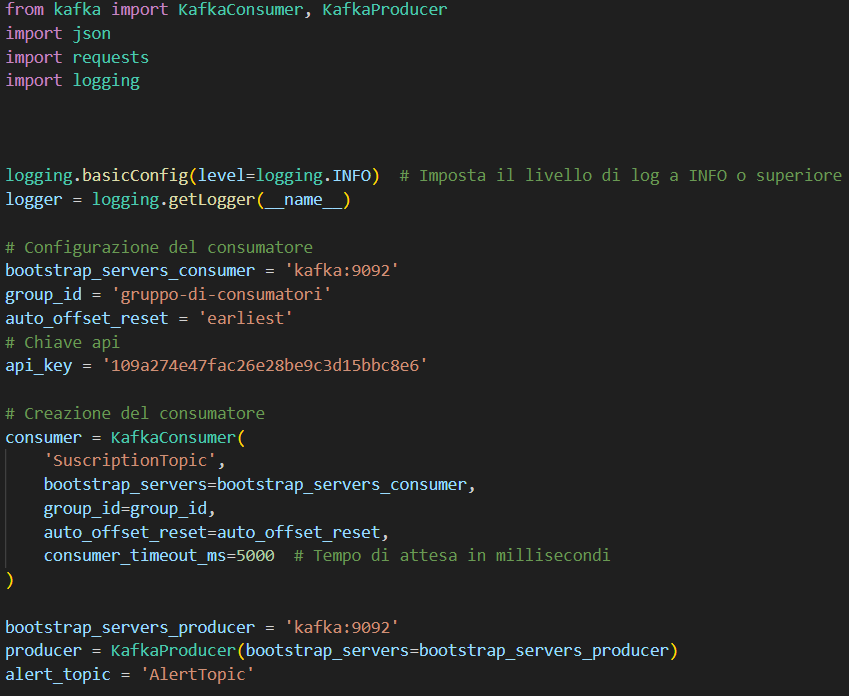 from kafka import KafkaConsumer, KafkaProducer
import json
import requests
import logging
logging.basicConfig(level=logging.INFO)  # Imposta il livello di log a INFO o superiore
logger = logging.getLogger(__name__)
# Configurazione del consumatore
bootstrap_servers_consumer = 'kafka:9092'
group_id = 'gruppo-di-consumatori'
auto_offset_reset = 'earliest'
# Chiave api
api_key = '109a274e47fac26e28be9c3d15bbc8e6'
# Creazione del consumatore
consumer = KafkaConsumer(
    'SuscriptionTopic',
    bootstrap_servers=bootstrap_servers_consumer,
    group_id=group_id,
    auto_offset_reset=auto_offset_reset,
    consumer_timeout_ms=5000  # Tempo di attesa in millisecondi
)
bootstrap_servers_producer = 'kafka:9092'
producer = KafkaProducer(bootstrap_servers=bootstrap_servers_producer)
alert_topic = 'AlertTopic'